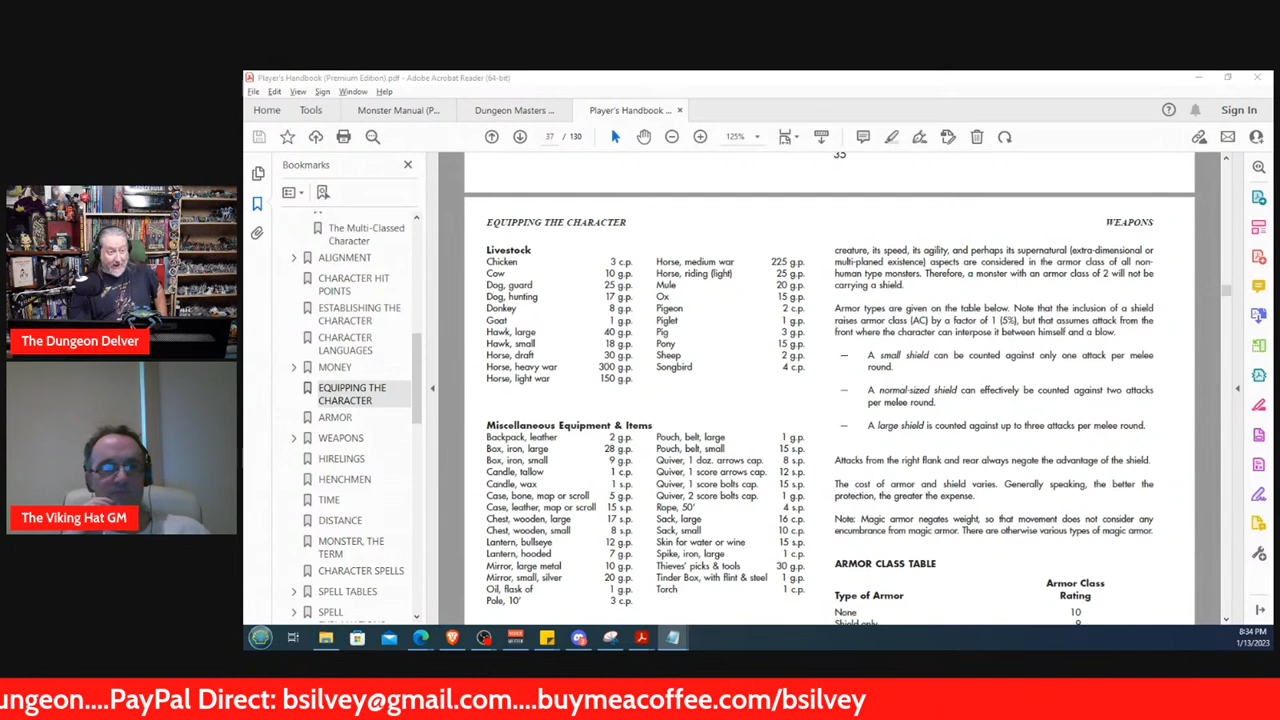 Player's Handbook (Premium Edition).pdf - Adobe Acrobat Reader (64-bit)
File Edit View Sign Window Help
Home Tools Monster Manual (P... Dungeon Masters ... Player's Handbook ... × Sign In
37 / 130 125%
Bookmarks
The Multi-Classed
Character
ALIGNMENT
CHARACTER HIT
POINTS
ESTABLISHING THE
CHARACTER
CHARACTER
LANGUAGES
MONEY
EQUIPPING THE
CHARACTER
ARMOR
WEAPONS
HIRELINGS
HENCHMEN
TIME
DISTANCE
MONSTER, THE
TERM
CHARACTER SPELLS
SPELL TABLES
SPELL
35
EQUIPPING THE CHARACTER WEAPONS
Livestock
Chicken 3 c.p. Horse, medium war 225 g.p.
Cow 10 g.p. Horse, riding (light) 25 g.p.
Dog, guard 25 g.p. Mule 20 g.p.
Dog, hunting 17 g.p. Ox 15 g.p.
Donkey 8 g.p. Pigeon 2 c.p.
Goat 1 g.p. Piglet 1 g.p.
Hawk, large 40 g.p. Pig 3 g.p.
Hawk, small 18 g.p. Pony 15 g.p.
Horse, draft 30 g.p. Sheep 2 g.p.
Horse, heavy war 300 g.p. Songbird 4 c.p.
Horse, light war 150 g.p.
Miscellaneous Equipment & Items
Backpack, leather 2 g.p. Pouch, belt, large 1 g.p.
Box, iron, large 28 g.p. Pouch, belt, small 15 s.p.
Box, iron, small 9 g.p. Quiver, 1 doz. arrows cap. 8 s.p.
Candle, tallow 1 c.p. Quiver, 1 score arrows cap. 12 s.p.
Candle, wax 1 s.p. Quiver, 1 score bolts cap. 15 s.p.
Case, bone, map or scroll 5 g.p. Quiver, 2 score bolts cap. 1 g.p.
Case, leather, map or scroll 15 s.p. Rope, 50' 4 s.p.
Chest, wooden, large 17 s.p. Sack, large 16 c.p.
Chest, wooden, small 8 s.p. Sack, small 10 c.p.
Lantern, bullseye 12 g.p. Skin for water or wine 15 s.p.
Lantern, hooded 7 g.p. Spike, iron, large 1 c.p.
Mirror, large metal 10 g.p. Thieves' picks & tools 30 g.p.
Mirror, small, silver 20 g.p. Tinder Box, with flint & steel 1 g.p.
Oil, flask of 1 g.p. Torch 1 c.p.
Pole, 10' 3 c.p.
creature, its speed, its agility, and perhaps its supernatural (extra-dimensional or
multi-planed existence) aspects are considered in the armor class of all non-
human type monsters. Therefore, a monster with an armor class of 2 will not be
carrying a shield.
Armor types are given on the table below. Note that the inclusion of a shield
raises armor class (AC) by a factor of 1 (5%), but that assumes attack from the
front where the character can interpose it between himself and a blow.
— A small shield can be counted against only one attack per melee
round.
— A normal-sized shield can effectively be counted against two attacks
per melee round.
— A large shield is counted against up to three attacks per melee round.
Attacks from the right flank and rear always negate the advantage of the shield.
The cost of armor and shield varies. Generally speaking, the better the
protection, the greater the expense.
Note: Magic armor negates weight, so that movement does not consider any
encumbrance from magic armor. There are otherwise various types of magic armor.
ARMOR CLASS TABLE
Armor Class
Type of Armor Rating
None 10
Shield only 9
The Dungeon Delver
The Viking Hat GM
8:34 PM
1/13/2023
ungeon....PayPal Direct: bsilvey@gmail.com....buymeacoffee.com/bsilvey